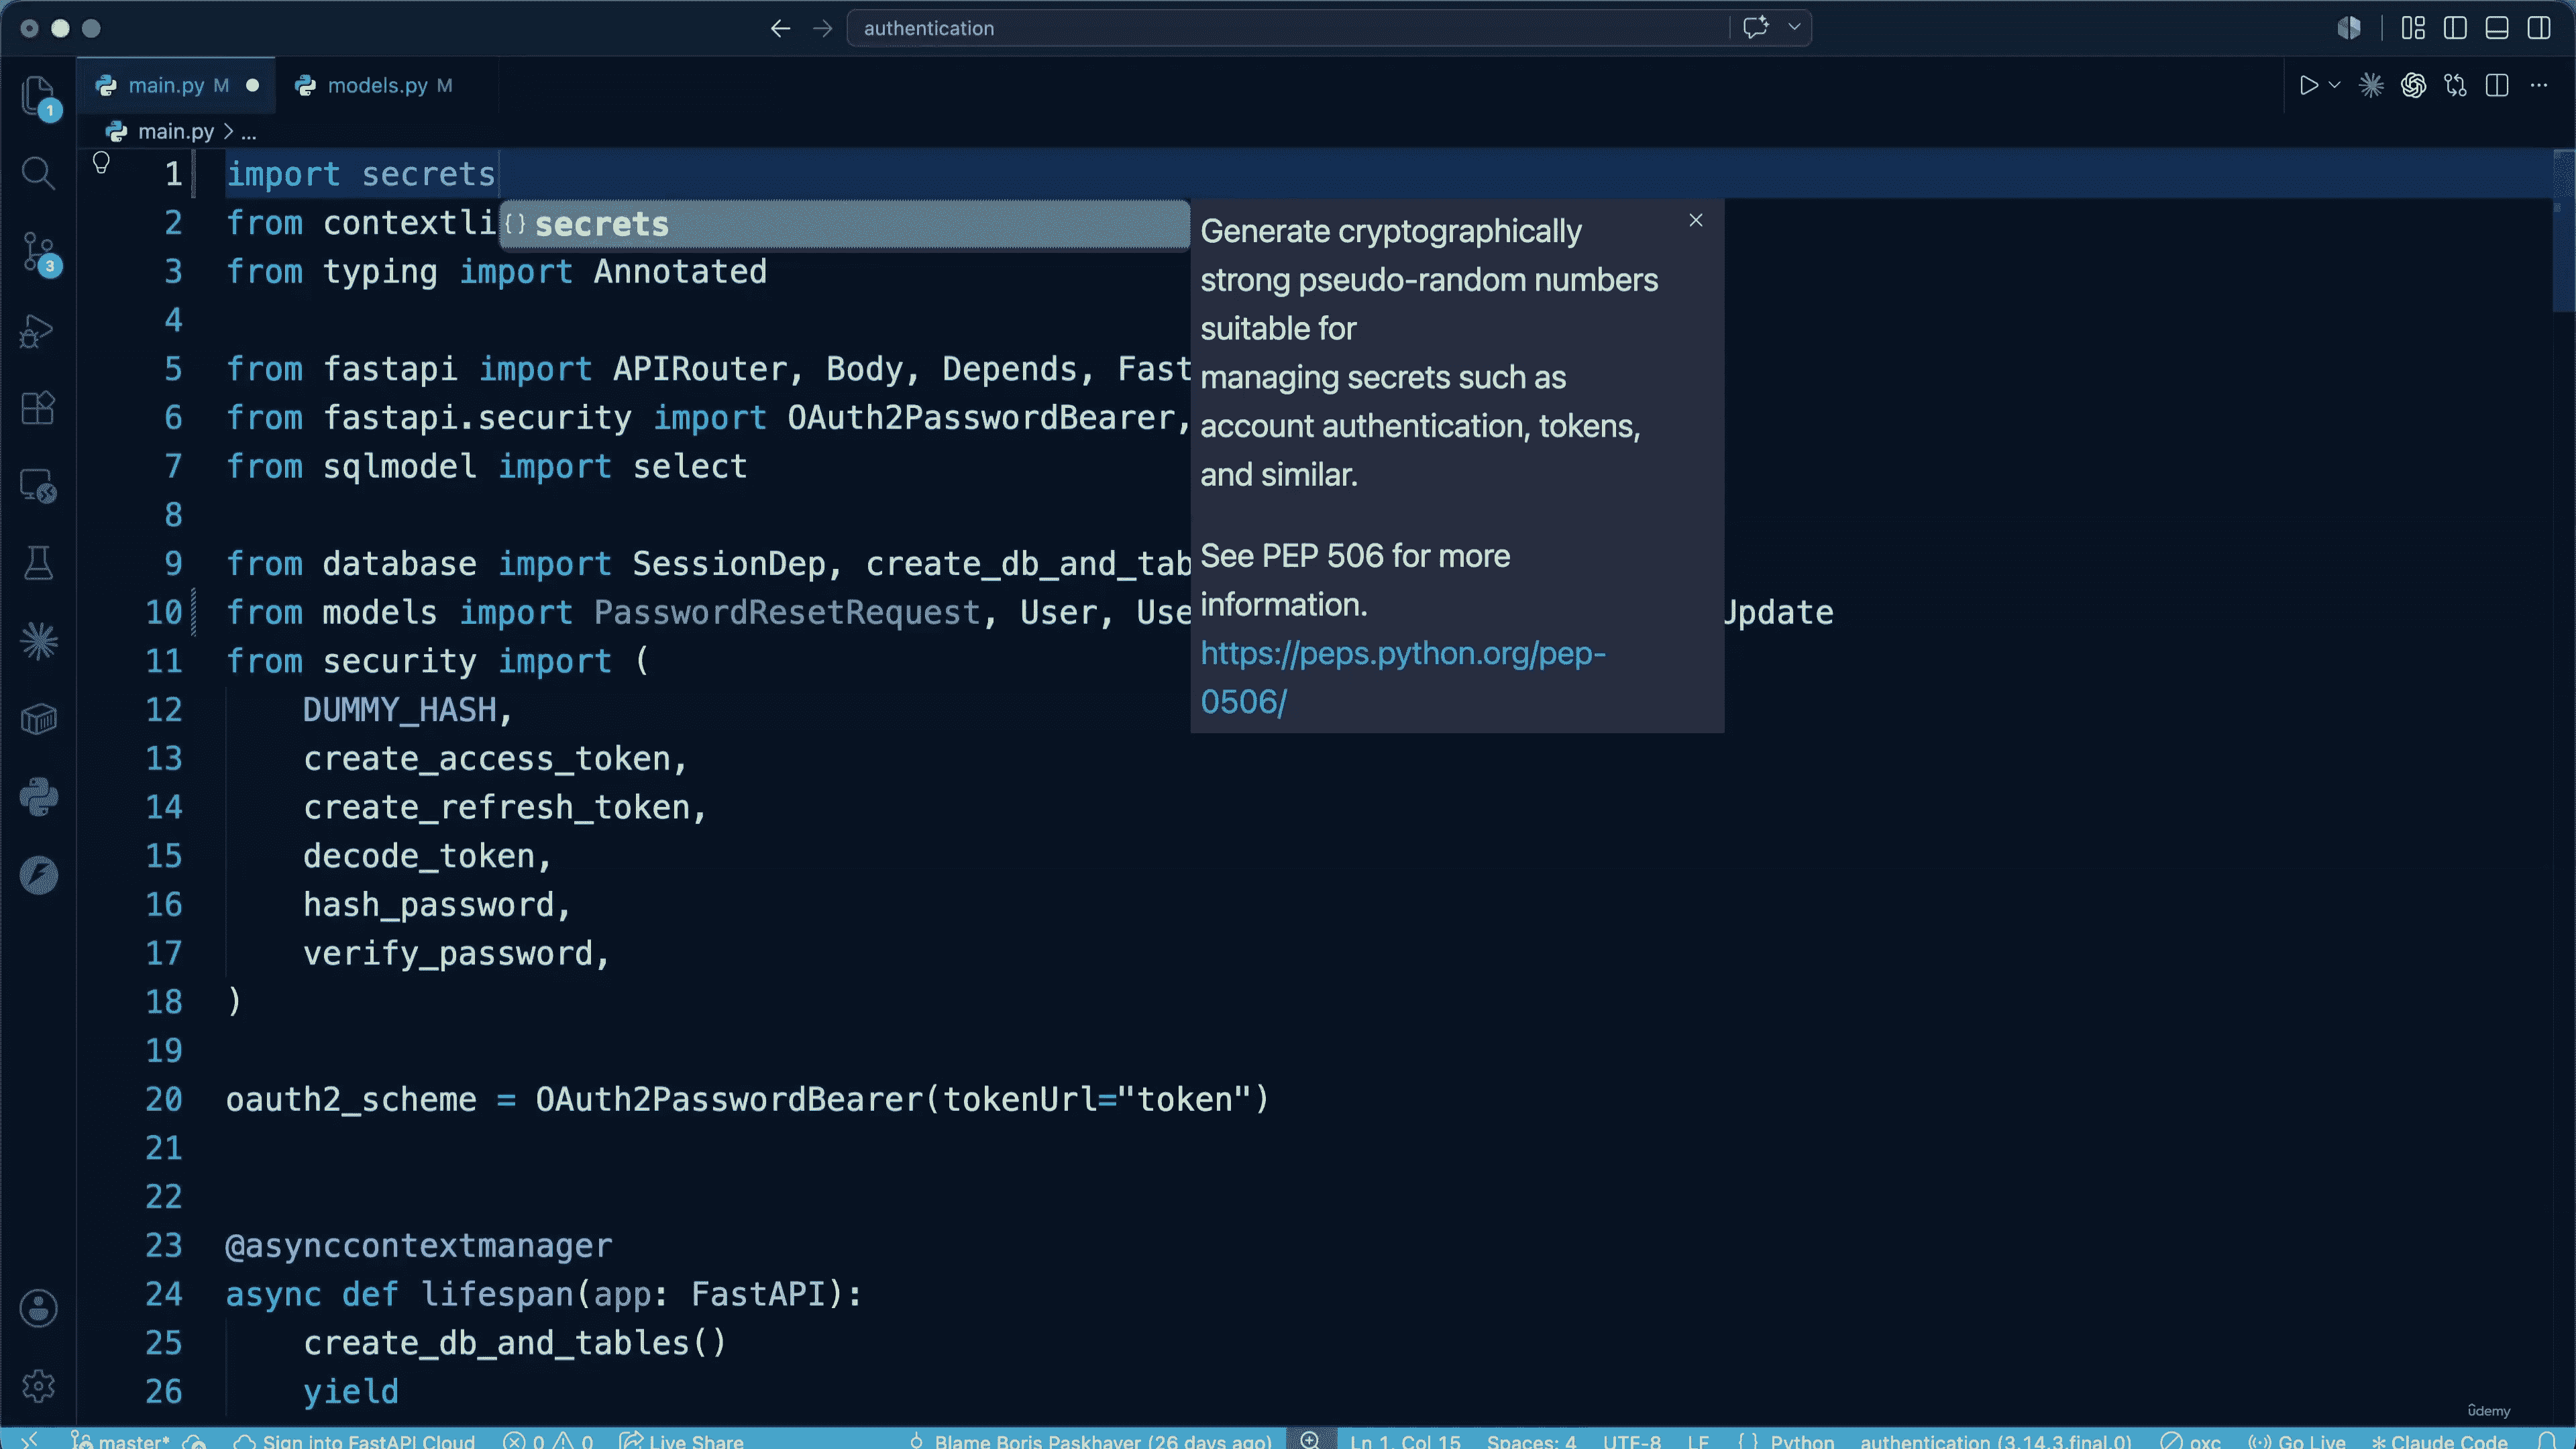 authentication
main.py M
models.py M
main.py > ...
1
3
1 import secrets
2 from contextli
{} secrets
3 from typing import Annotated
4
5 from fastapi import APIRouter, Body, Depends, Fast
6 from fastapi.security import OAuth2PasswordBearer,
7 from sqlmodel import select
8
9 from database import SessionDep, create_db_and_tab
10 from models import PasswordResetRequest, User, Use Update
11 from security import (
12 DUMMY_HASH,
13 create_access_token,
14 create_refresh_token,
15 decode_token,
16 hash_password,
17 verify_password,
18 )
19
20 oauth2_scheme = OAuth2PasswordBearer(tokenUrl="token")
21
22
23 @asynccontextmanager
24 async def lifespan(app: FastAPI):
25 create_db_and_tables()
26 yield
Generate cryptographically
strong pseudo-random numbers
suitable for
managing secrets such as
account authentication, tokens,
and similar.
See PEP 506 for more
information.
https://peps.python.org/pep-
0506/
ûdemy
master* Sign into FastAPI Cloud 0 0 Live Share Blame Boris Paskhaver (26 days ago) Ln 1, Col 15 Spaces: 4 UTF-8 LF {} Python authentication (3.14.3.final.0) oxc Go Live Claude Code